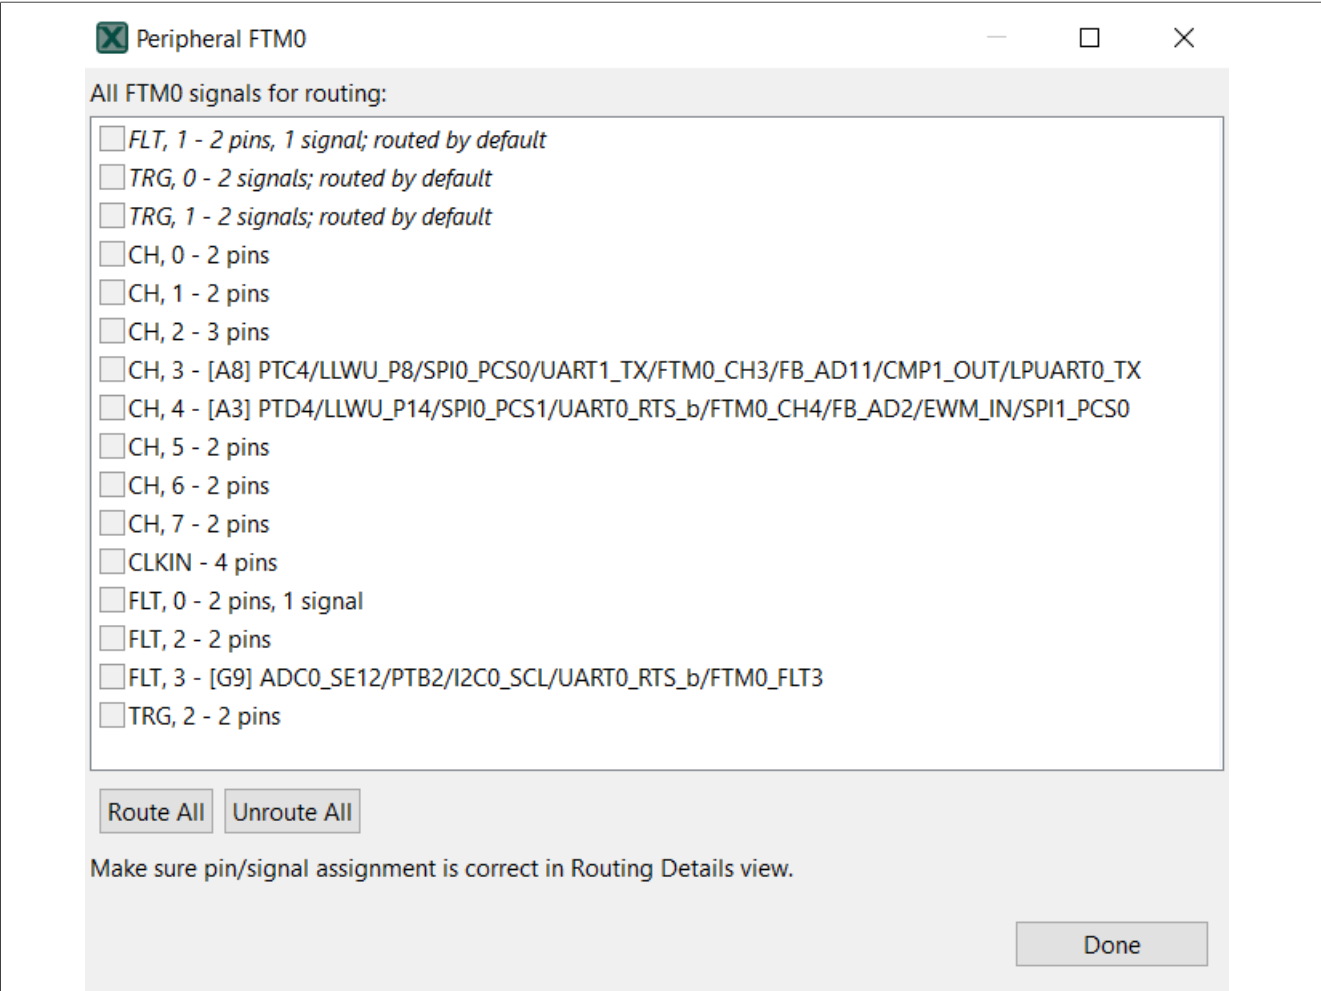 Peripheral FTM0
All FTM0 signals for routing:
FLT, 1 - 2 pins, 1 signal; routed by default
TRG, 0 - 2 signals; routed by default
TRG, 1 - 2 signals; routed by default
CH, 0 - 2 pins
CH, 1 - 2 pins
CH, 2 - 3 pins
CH, 3 - [A8] PTC4/LLWU_P8/SPI0_PCS0/UART1_TX/FTM0_CH3/FB_AD11/CMP1_OUT/LPUART0_TX
CH, 4 - [A3] PTD4/LLWU_P14/SPI0_PCS1/UART0_RTS_b/FTM0_CH4/FB_AD2/EWM_IN/SPI1_PCS0
CH, 5 - 2 pins
CH, 6 - 2 pins
CH, 7 - 2 pins
CLKIN - 4 pins
FLT, 0 - 2 pins, 1 signal
FLT, 2 - 2 pins
FLT, 3 - [G9] ADC0_SE12/PTB2/I2C0_SCL/UART0_RTS_b/FTM0_FLT3
TRG, 2 - 2 pins
Route All Unroute All
Make sure pin/signal assignment is correct in Routing Details view.
Done